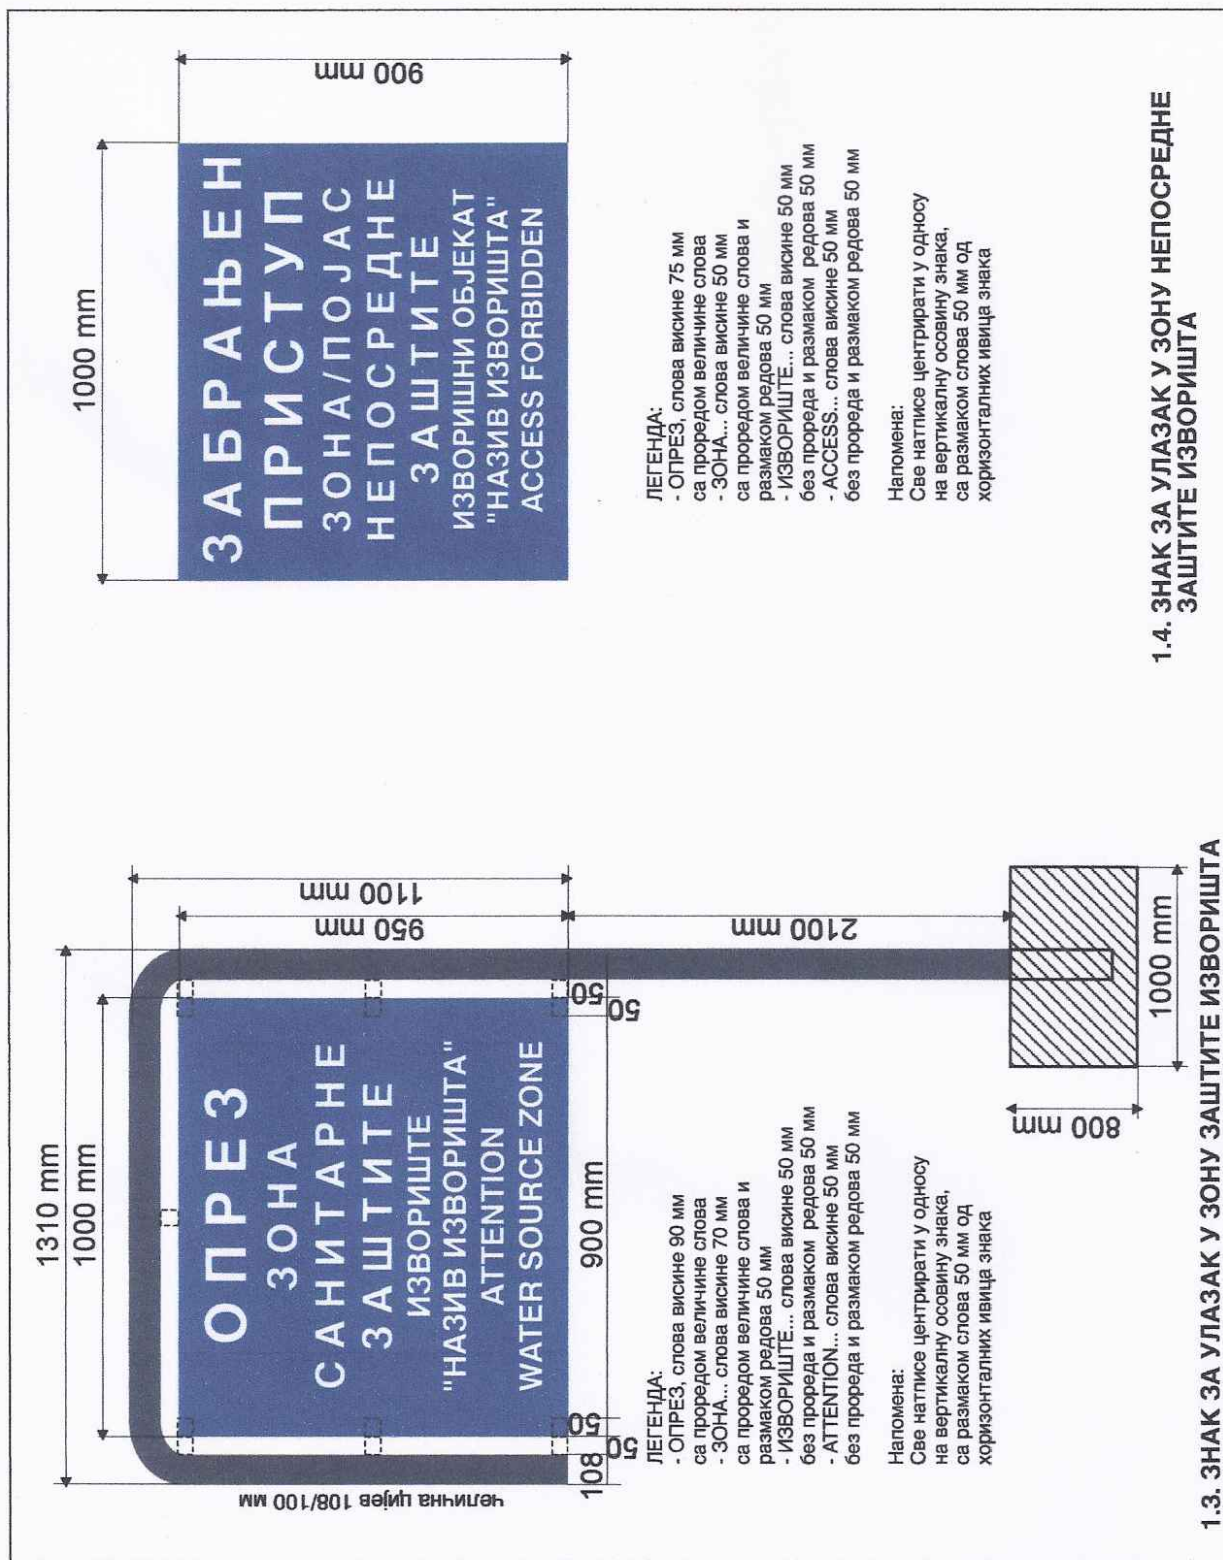 1310 mm
1000 mm
ОПРЕЗ
ЗОНА
САНИТАРНЕ
ЗАШТИТЕ
ИЗВОРИШТЕ
"НАЗИВ ИЗВОРИШТА"
ATTENTION
WATER SOURCE ZONE
челична цијев 108/100 мм
950 mm
1100 mm
2100 mm
108
50
50
900 mm
50
50
800 mm
1000 mm
ЛЕГЕНДА:
- ОПРЕЗ, слова висине 90 мм
са проредом величине слова
- ЗОНА... слова висине 70 мм
са проредом величине слова и
размаком редова 50 мм
- ИЗВОРИШТЕ... слова висине 50 мм
без прореда и размаком редова 50 мм
- ATTENTION... слова висине 50 мм
без прореда и размаком редова 50 мм
Напомена:
Све натписе центрирати у односу
на вертикалну осовину знака,
са размаком слова 50 мм од
хоризонталних ивица знака
1.3. ЗНАК ЗА УЛАЗАК У ЗОНУ ЗАШТИТЕ ИЗВОРИШТА
1000 mm
900 mm
ЗАБРАЊЕН
ПРИСТУП
ЗОНА/ПОЈАС
НЕПОСРЕДНЕ
ЗАШТИТЕ
ИЗВОРИШНИ ОБЈЕКАТ
"НАЗИВ ИЗВОРИШТА"
ACCESS FORBIDDEN
ЛЕГЕНДА:
- ОПРЕЗ, слова висине 75 мм
са проредом величине слова
- ЗОНА... слова висине 50 мм
са проредом величине слова и
размаком редова 50 мм
- ИЗВОРИШТЕ... слова висине 50 мм
без прореда и размаком редова 50 мм
- ACCESS... слова висине 50 мм
без прореда и размаком редова 50 мм
Напомена:
Све натписе центрирати у односу
на вертикалну осовину знака,
са размаком слова 50 мм од
хоризонталних ивица знака
1.4. ЗНАК ЗА УЛАЗАК У ЗОНУ НЕПОСРЕДНЕ
ЗАШТИТЕ ИЗВОРИШТА